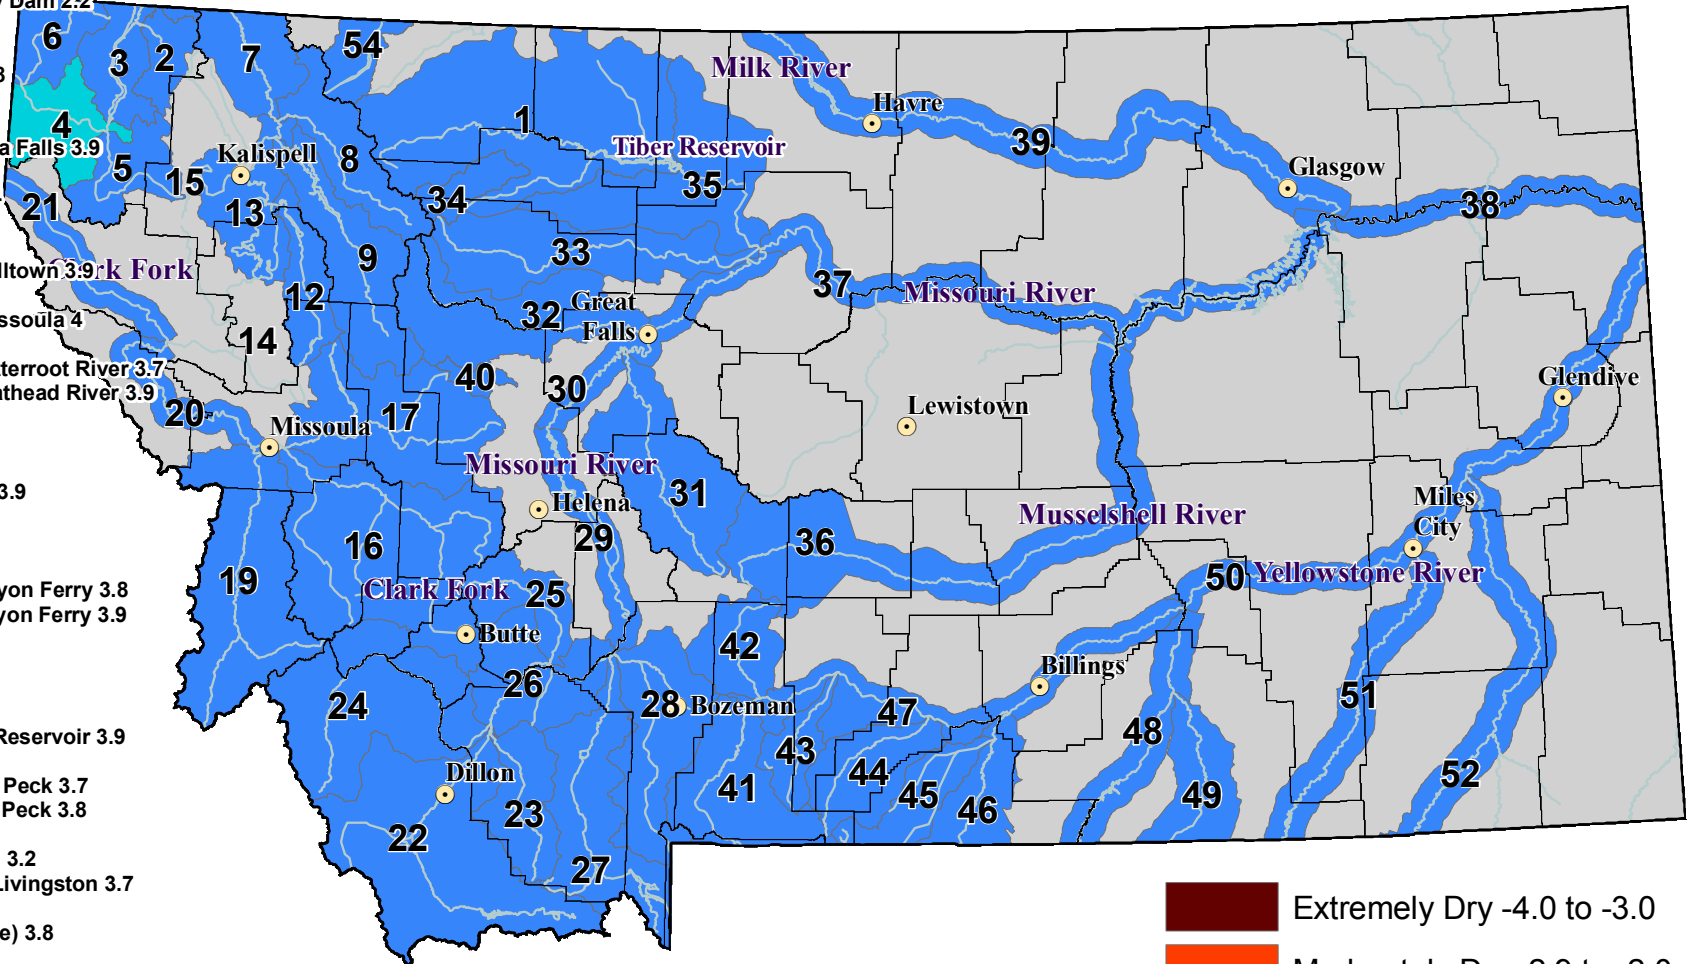 Dam 2.2
6
3
2
7
54
Milk River
1
Havre
4
39
a Falls 3.9
Kalispell
8
Tiber Reservoir
Glasgow
5
15
35
34
21
13
38
33
9
lltown 3.9
rk Fork
12
37
Missouri River
Great
Falls
32
ssoula 4
14
tterroot River 3.7
40
30
Glendive
athead River 3.9
20
17
Lewistown
Missoula
Missouri River
3.9
31
Helena
Miles
City
Musselshell River
29
36
16
19
Clark Fork
25
50
Yellowstone River
yon Ferry 3.8
yon Ferry 3.9
Butte
42
Billings
26
24
28
Bozeman
47
51
48
Reservoir 3.9
43
Dillon
44
52
Peck 3.7
41
45
49
Peck 3.8
23
46
22
3.2
27
Livingston 3.7
Extremely Dry -4.0 to -3.0
e) 3.8